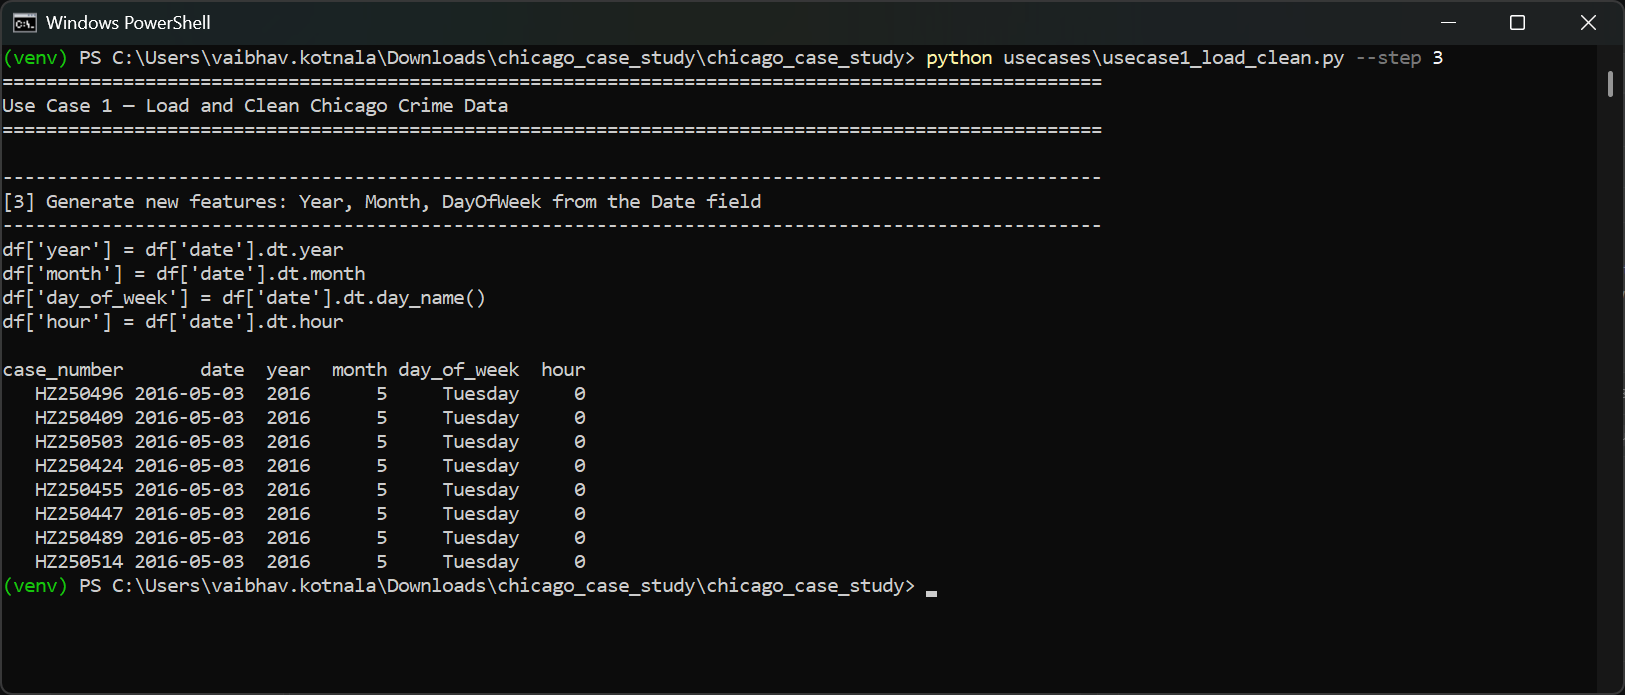 Windows PowerShell
(venv) PS C:\Users\vaibhav.kotnala\Downloads\chicago_case_study\chicago_case_study> python usecases\usecase1_load_clean.py --step 3
====================================================================================================
Use Case 1 — Load and Clean Chicago Crime Data
====================================================================================================
----------------------------------------------------------------------------------------------------
[3] Generate new features: Year, Month, DayOfWeek from the Date field
----------------------------------------------------------------------------------------------------
df['year'] = df['date'].dt.year
df['month'] = df['date'].dt.month
df['day_of_week'] = df['date'].dt.day_name()
df['hour'] = df['date'].dt.hour
case_number       date  year  month day_of_week  hour
   HZ250496 2016-05-03  2016      5     Tuesday     0
   HZ250409 2016-05-03  2016      5     Tuesday     0
   HZ250503 2016-05-03  2016      5     Tuesday     0
   HZ250424 2016-05-03  2016      5     Tuesday     0
   HZ250455 2016-05-03  2016      5     Tuesday     0
   HZ250447 2016-05-03  2016      5     Tuesday     0
   HZ250489 2016-05-03  2016      5     Tuesday     0
   HZ250514 2016-05-03  2016      5     Tuesday     0
(venv) PS C:\Users\vaibhav.kotnala\Downloads\chicago_case_study\chicago_case_study>